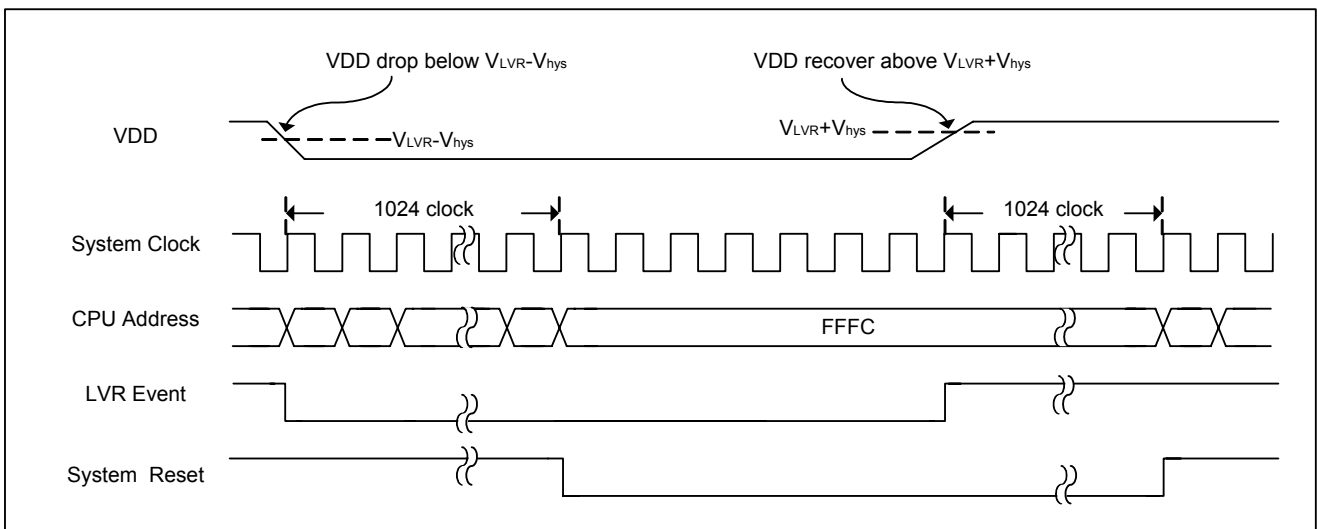 VDD drop below VLVR-Vhys
VDD recover above VLVR+Vhys
VDD
VLVR-Vhys
VLVR+Vhys
1024 clock
1024 clock
System Clock
CPU Address
FFFC
LVR Event
System Reset